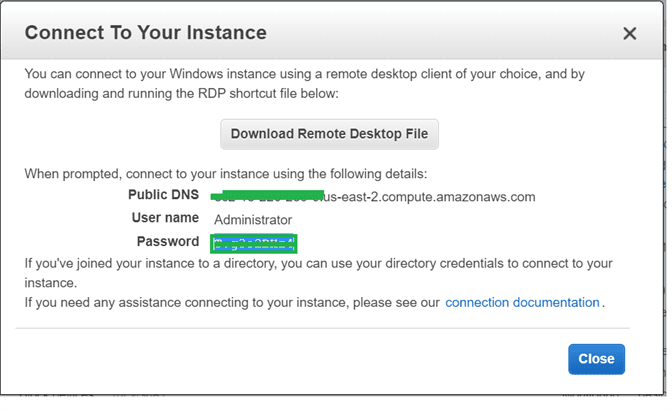 Connect To Your Instance
You can connect to your Windows instance using a remote desktop client of your choice, and by
downloading and running the RDP shortcut file below:
Download Remote Desktop File
When prompted, connect to your instance using the following details:
Public DNS us-east-2.compute.amazonaws.com
User name Administrator
Password
If you've joined your instance to a directory, you can use your directory credentials to connect to your
instance.
If you need any assistance connecting to your instance, please see our connection documentation .
Close